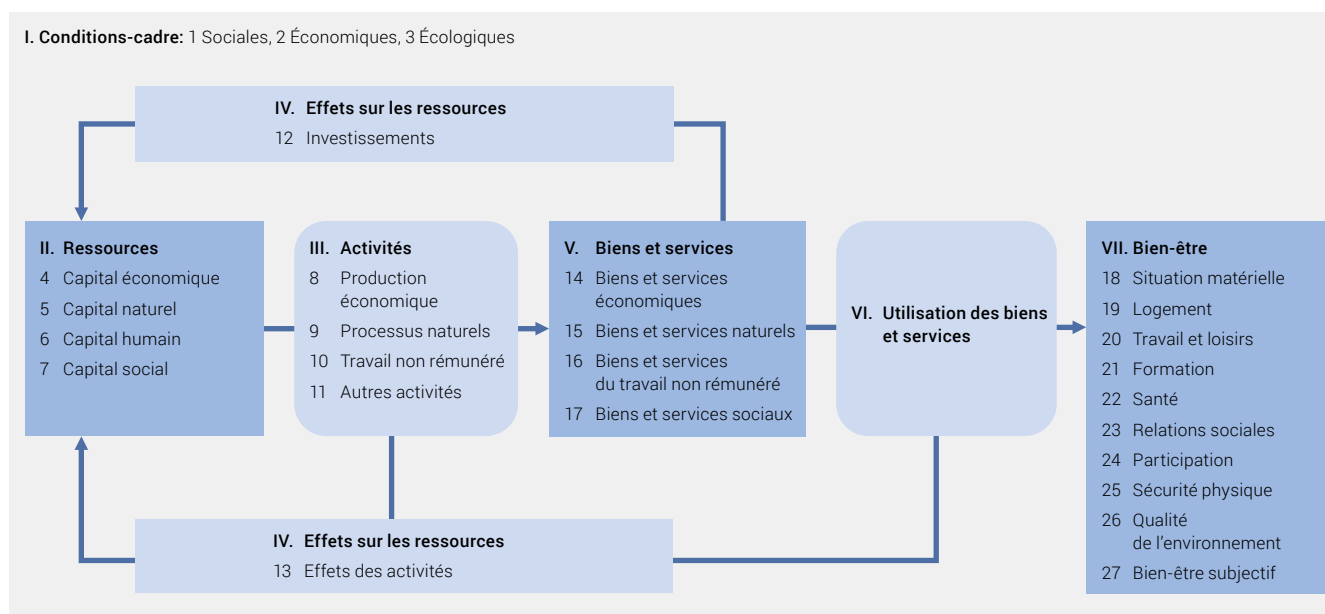 I. Conditions-cadre: 1 Sociales, 2 Économiques, 3 Écologiques
IV. Effets sur les ressources
12 Investissements
II. Ressources
4 Capital économique
5 Capital naturel
6 Capital humain
7 Capital social
III. Activités
8 Production
économique
9 Processus naturels
10 Travail non rémunéré
11 Autres activités
V. Biens et services
14 Biens et services
économiques
15 Biens et services naturels
16 Biens et services
du travail non rémunéré
17 Biens et services sociaux
VI. Utilisation des biens
et services
VII. Bien-être
18 Situation matérielle
19 Logement
20 Travail et loisirs
21 Formation
22 Santé
23 Relations sociales
24 Participation
25 Sécurité physique
26 Qualité
de l’environnement
27 Bien-être subjectif
IV. Effets sur les ressources
13 Effets des activités